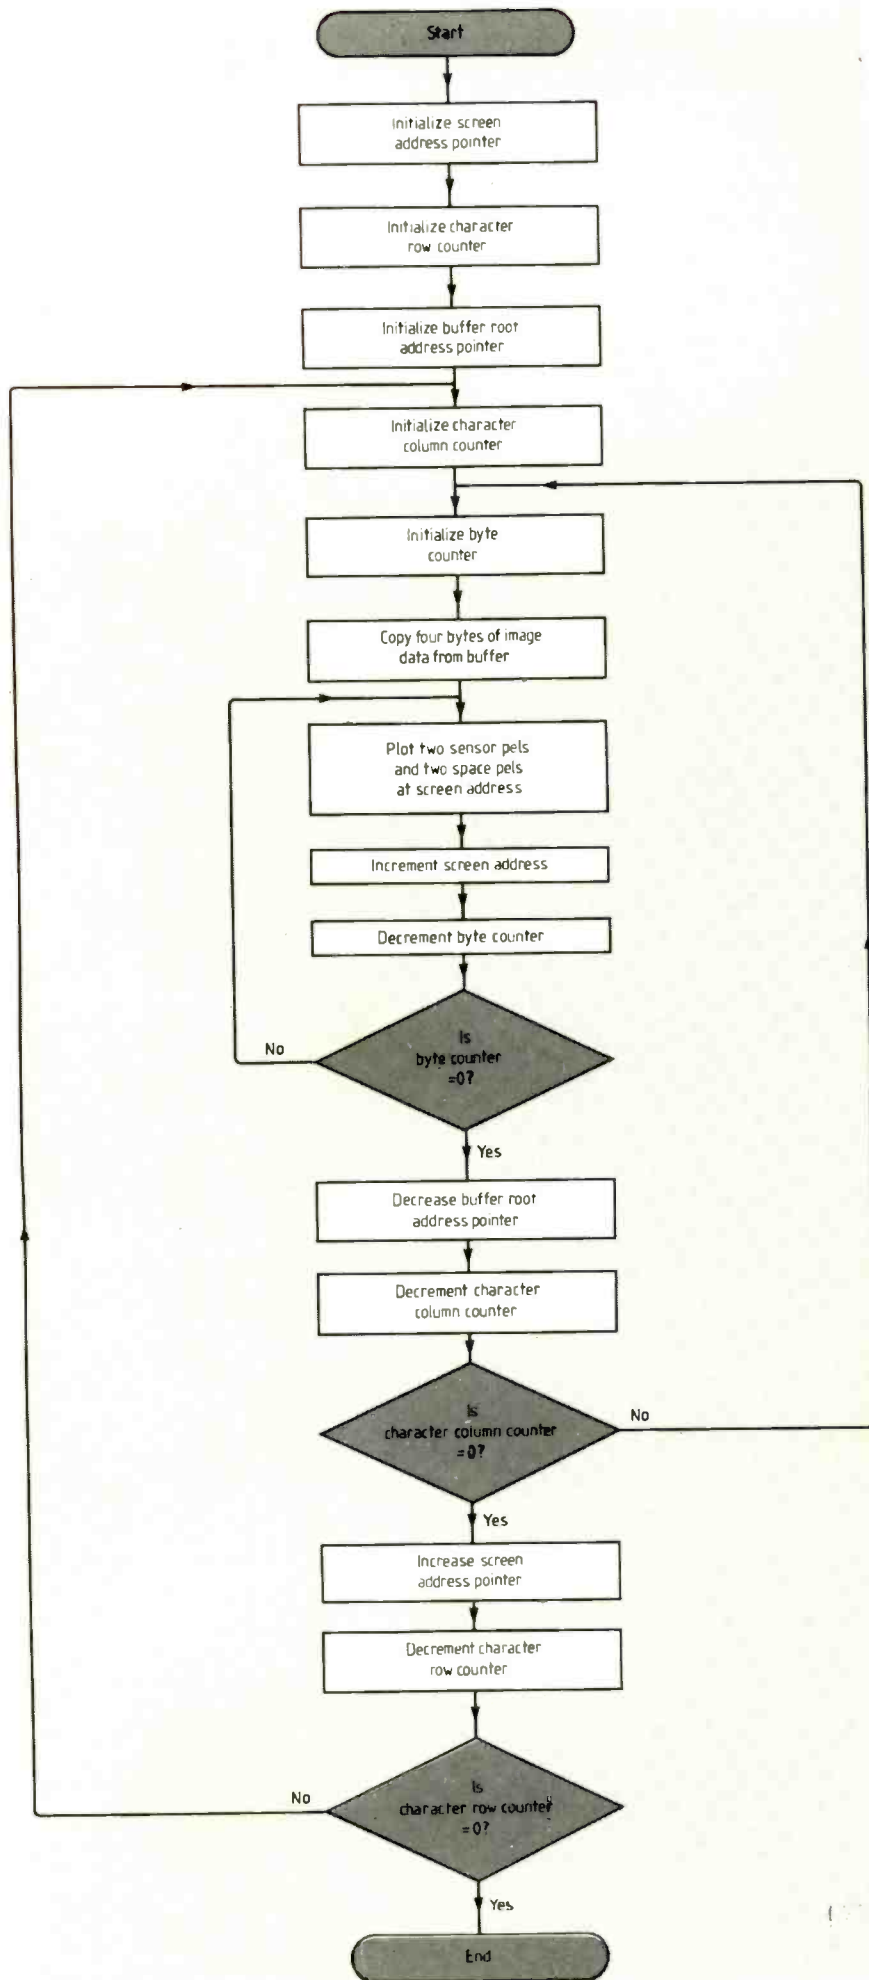 Start
Initialize screen
address pointer
Initialize character
row counter
Initialize buffer root
address pointer
Initialize character
column counter
Initialize byte
counter
Copy four bytes of image
data from buffer
Plot two sensor pels
and two space pels
at screen address
Increment screen address
Decrement byte counter
Is
byte counter
=0?
No
Yes
Decrease buffer root
address pointer
Decrement character
column counter
Is
character column counter
=0?
No
Yes
Increase screen
address pointer
Decrement character
row counter
Is
character row counter
=0?
No
Yes
End